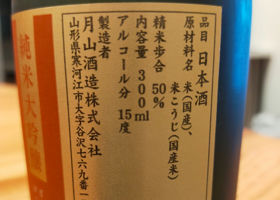 品目 日本酒
原材料名 米(国産)、
米こうじ(国産米)
精米歩合 50%
内容量 300ml
アルコール分 15度
製造者
月山酒造株式会社
山形県寒河江市大字谷沢七六九番一
純米大吟醸